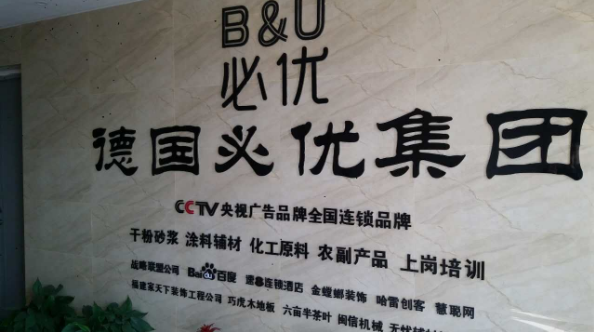 B&U
必优
德国必优集团
CCTV央视广告品牌全国连锁品牌
干粉砂浆 涂料辅材 化工原料 农副产品 上岗培训
战略联盟公司 Bai百度 速8连锁酒店 金螳螂装饰 哈雷创客 慧聪网
福建家天下装饰工程公司 巧虎木地板 六亩半茶叶 闽信机械